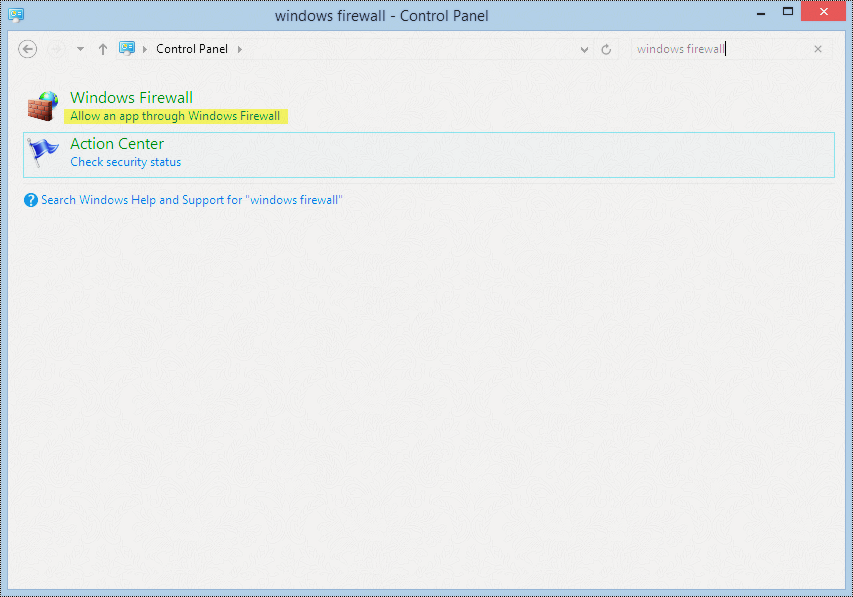 windows firewall - Control Panel
Control Panel
windows firewall
Windows Firewall
Allow an app through Windows Firewall
Action Center
Check security status
Search Windows Help and Support for "windows firewall"